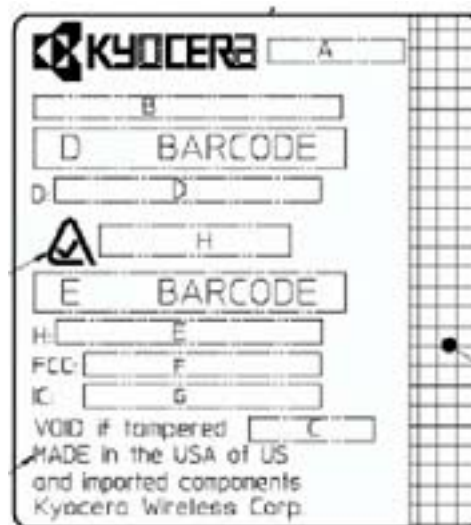 KYOCERA A
B
D BARCODE
D: D
H
E BARCODE
H: E
FCC: F
IC: G
VOID if tampered C
MADE in the USA of US
and imported components
Kyocera Wireless Corp.